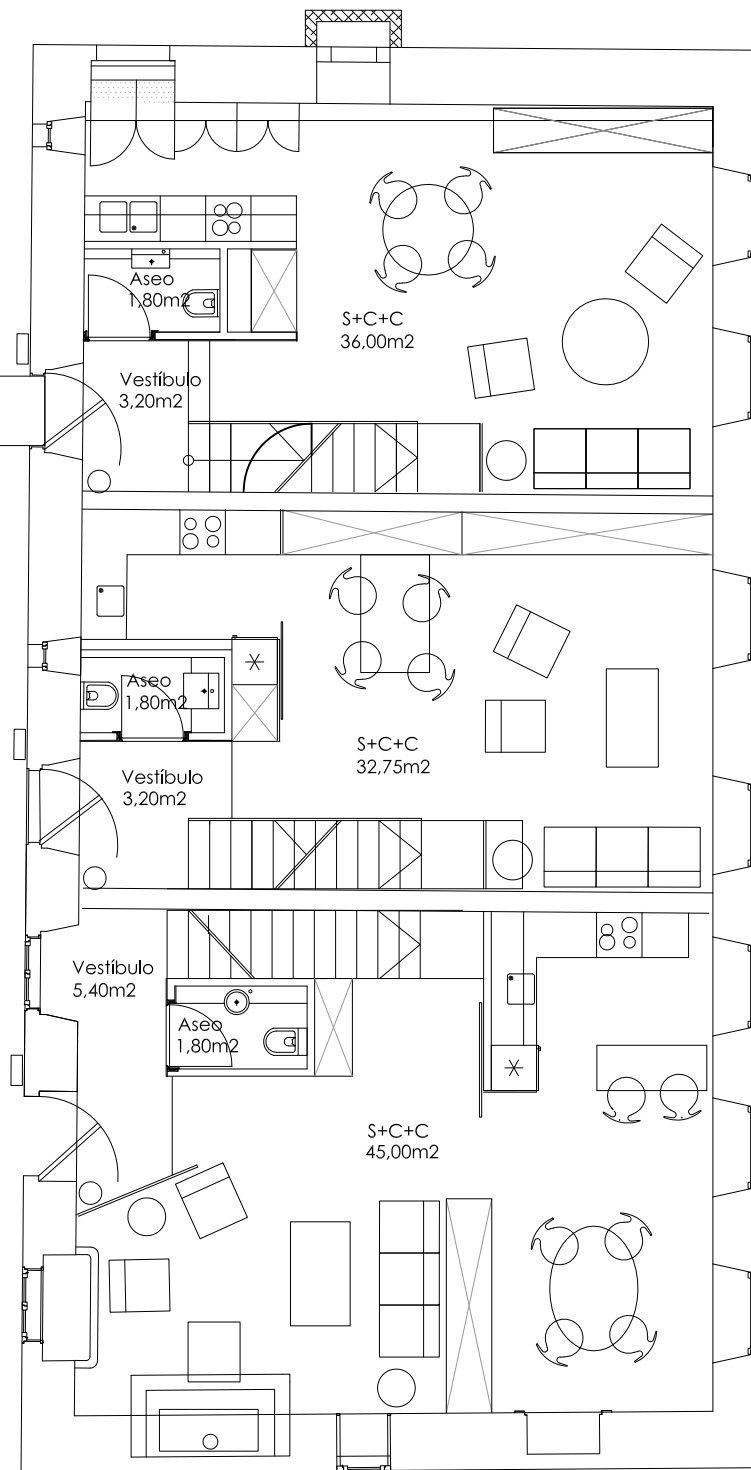 Aseo
1,80m2
S+C+C
36,00m2
Vestíbulo
3,20m2
Aseo
1,80m2
S+C+C
32,75m2
Vestíbulo
3,20m2
Vestíbulo
5,40m2
Aseo
1,80m2
S+C+C
45,00m2